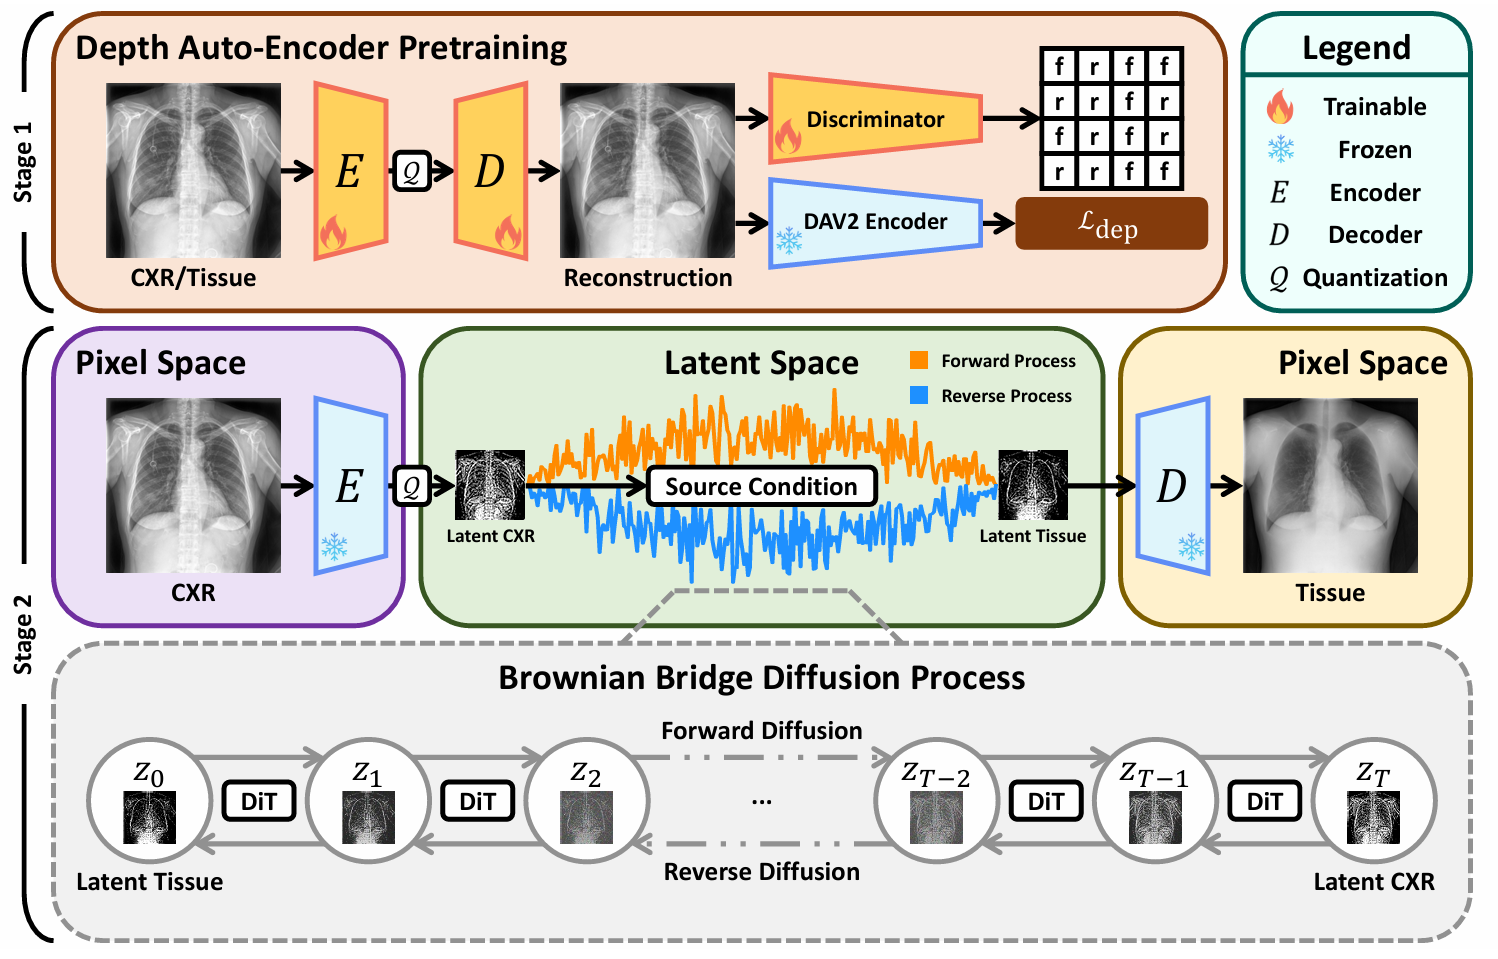 Stage 1
Depth Auto-Encoder Pretraining
CXR/Tissue
E
Q
D
Reconstruction
Discriminator
DAV2 Encoder
f r f f
r r f r
f r f r
r r f f
ℒdep
Legend
Trainable
Frozen
E Encoder
D Decoder
Q Quantization
Stage 2
Pixel Space
CXR
E
Q
Latent Space
Forward Process
Reverse Process
Latent CXR
Source Condition
Latent Tissue
Pixel Space
D
Tissue
Brownian Bridge Diffusion Process
Forward Diffusion
z0 DiT z1 DiT z2 ... zT−2 DiT zT−1 DiT zT
Reverse Diffusion
Latent Tissue
Latent CXR